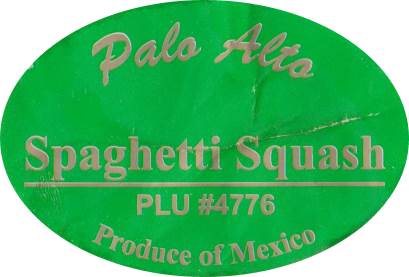 Palo Alto
Spaghetti Squash
PLU #4776
Produce of Mexico